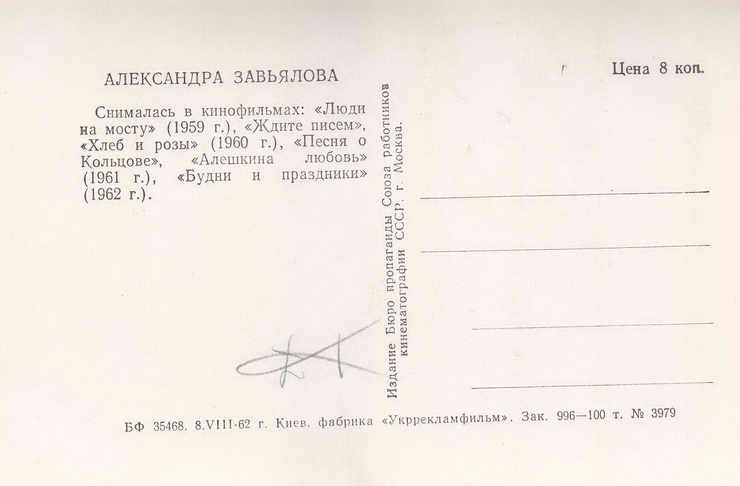 АЛЕКСАНДРА ЗАВЬЯЛОВА
Снималась в кинофильмах: «Люди
на мосту» (1959 г.), «Ждите писем»,
«Хлеб и розы» (1960 г.), «Песня о
Кольцове», «Алешкина любовь»
(1961 г.), «Будни и праздники»
(1962 г.).
Издание Бюро пропаганды Союза работников
кинематографии СССР. г. Москва.
Цена 8 коп.
БФ 35468. 8.VIII-62 г. Киев. фабрика «Укррекламфильм». Зак. 996—100 т. № 3979